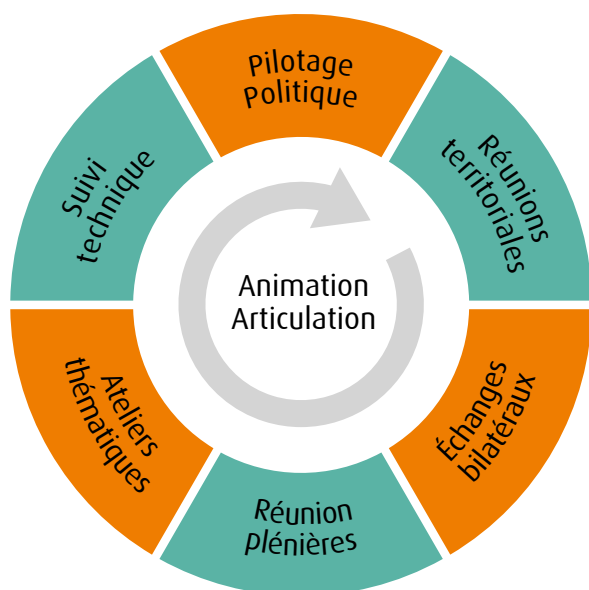 Pilotage
Politique
Réunions
territoriales
Échanges
bilatéraux
Réunion
plénières
Ateliers
thématiques
Suivi
technique
Animation
Articulation